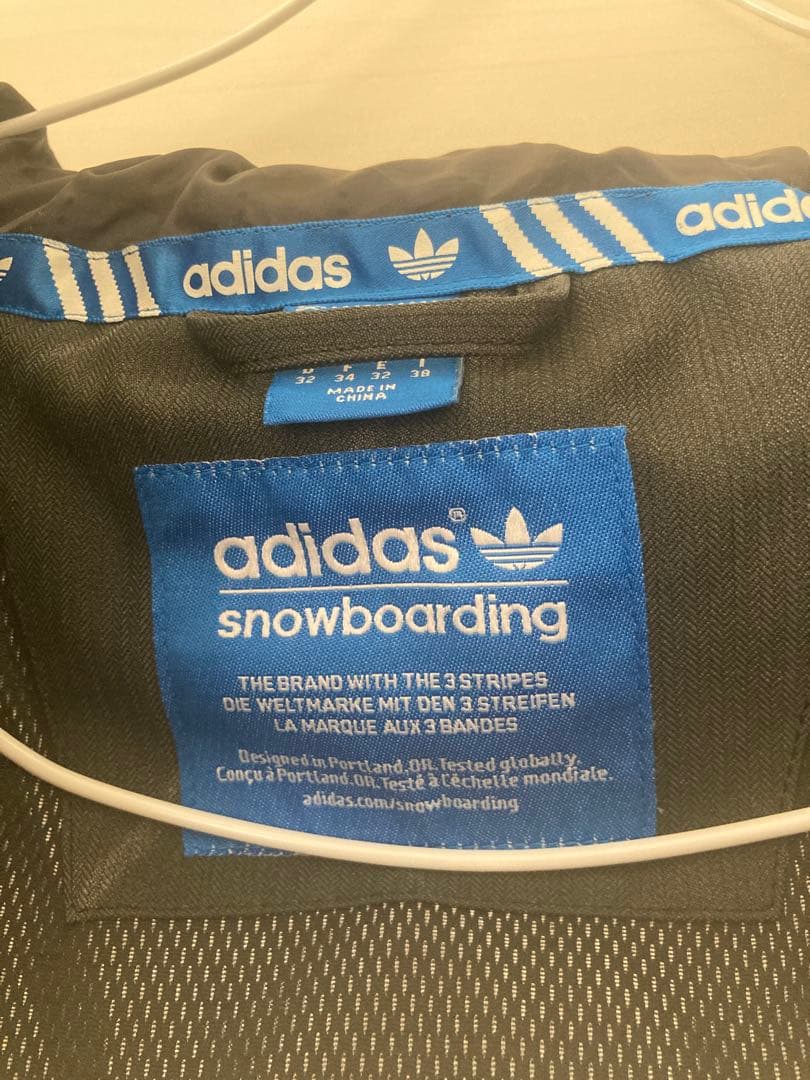 adidas
adid
D F E I
32 34 32 38
MADE IN
CHINA
adidas®
snowboarding
THE BRAND WITH THE 3 STRIPES
DIE WELTMARKE MIT DEN 3 STREIFEN
LA MARQUE AUX 3 BANDES
Designed in Portland, OR. Tested globally.
Conçu à Portland, OR. Testé à l'échelle mondiale.
adidas.com/snowboarding